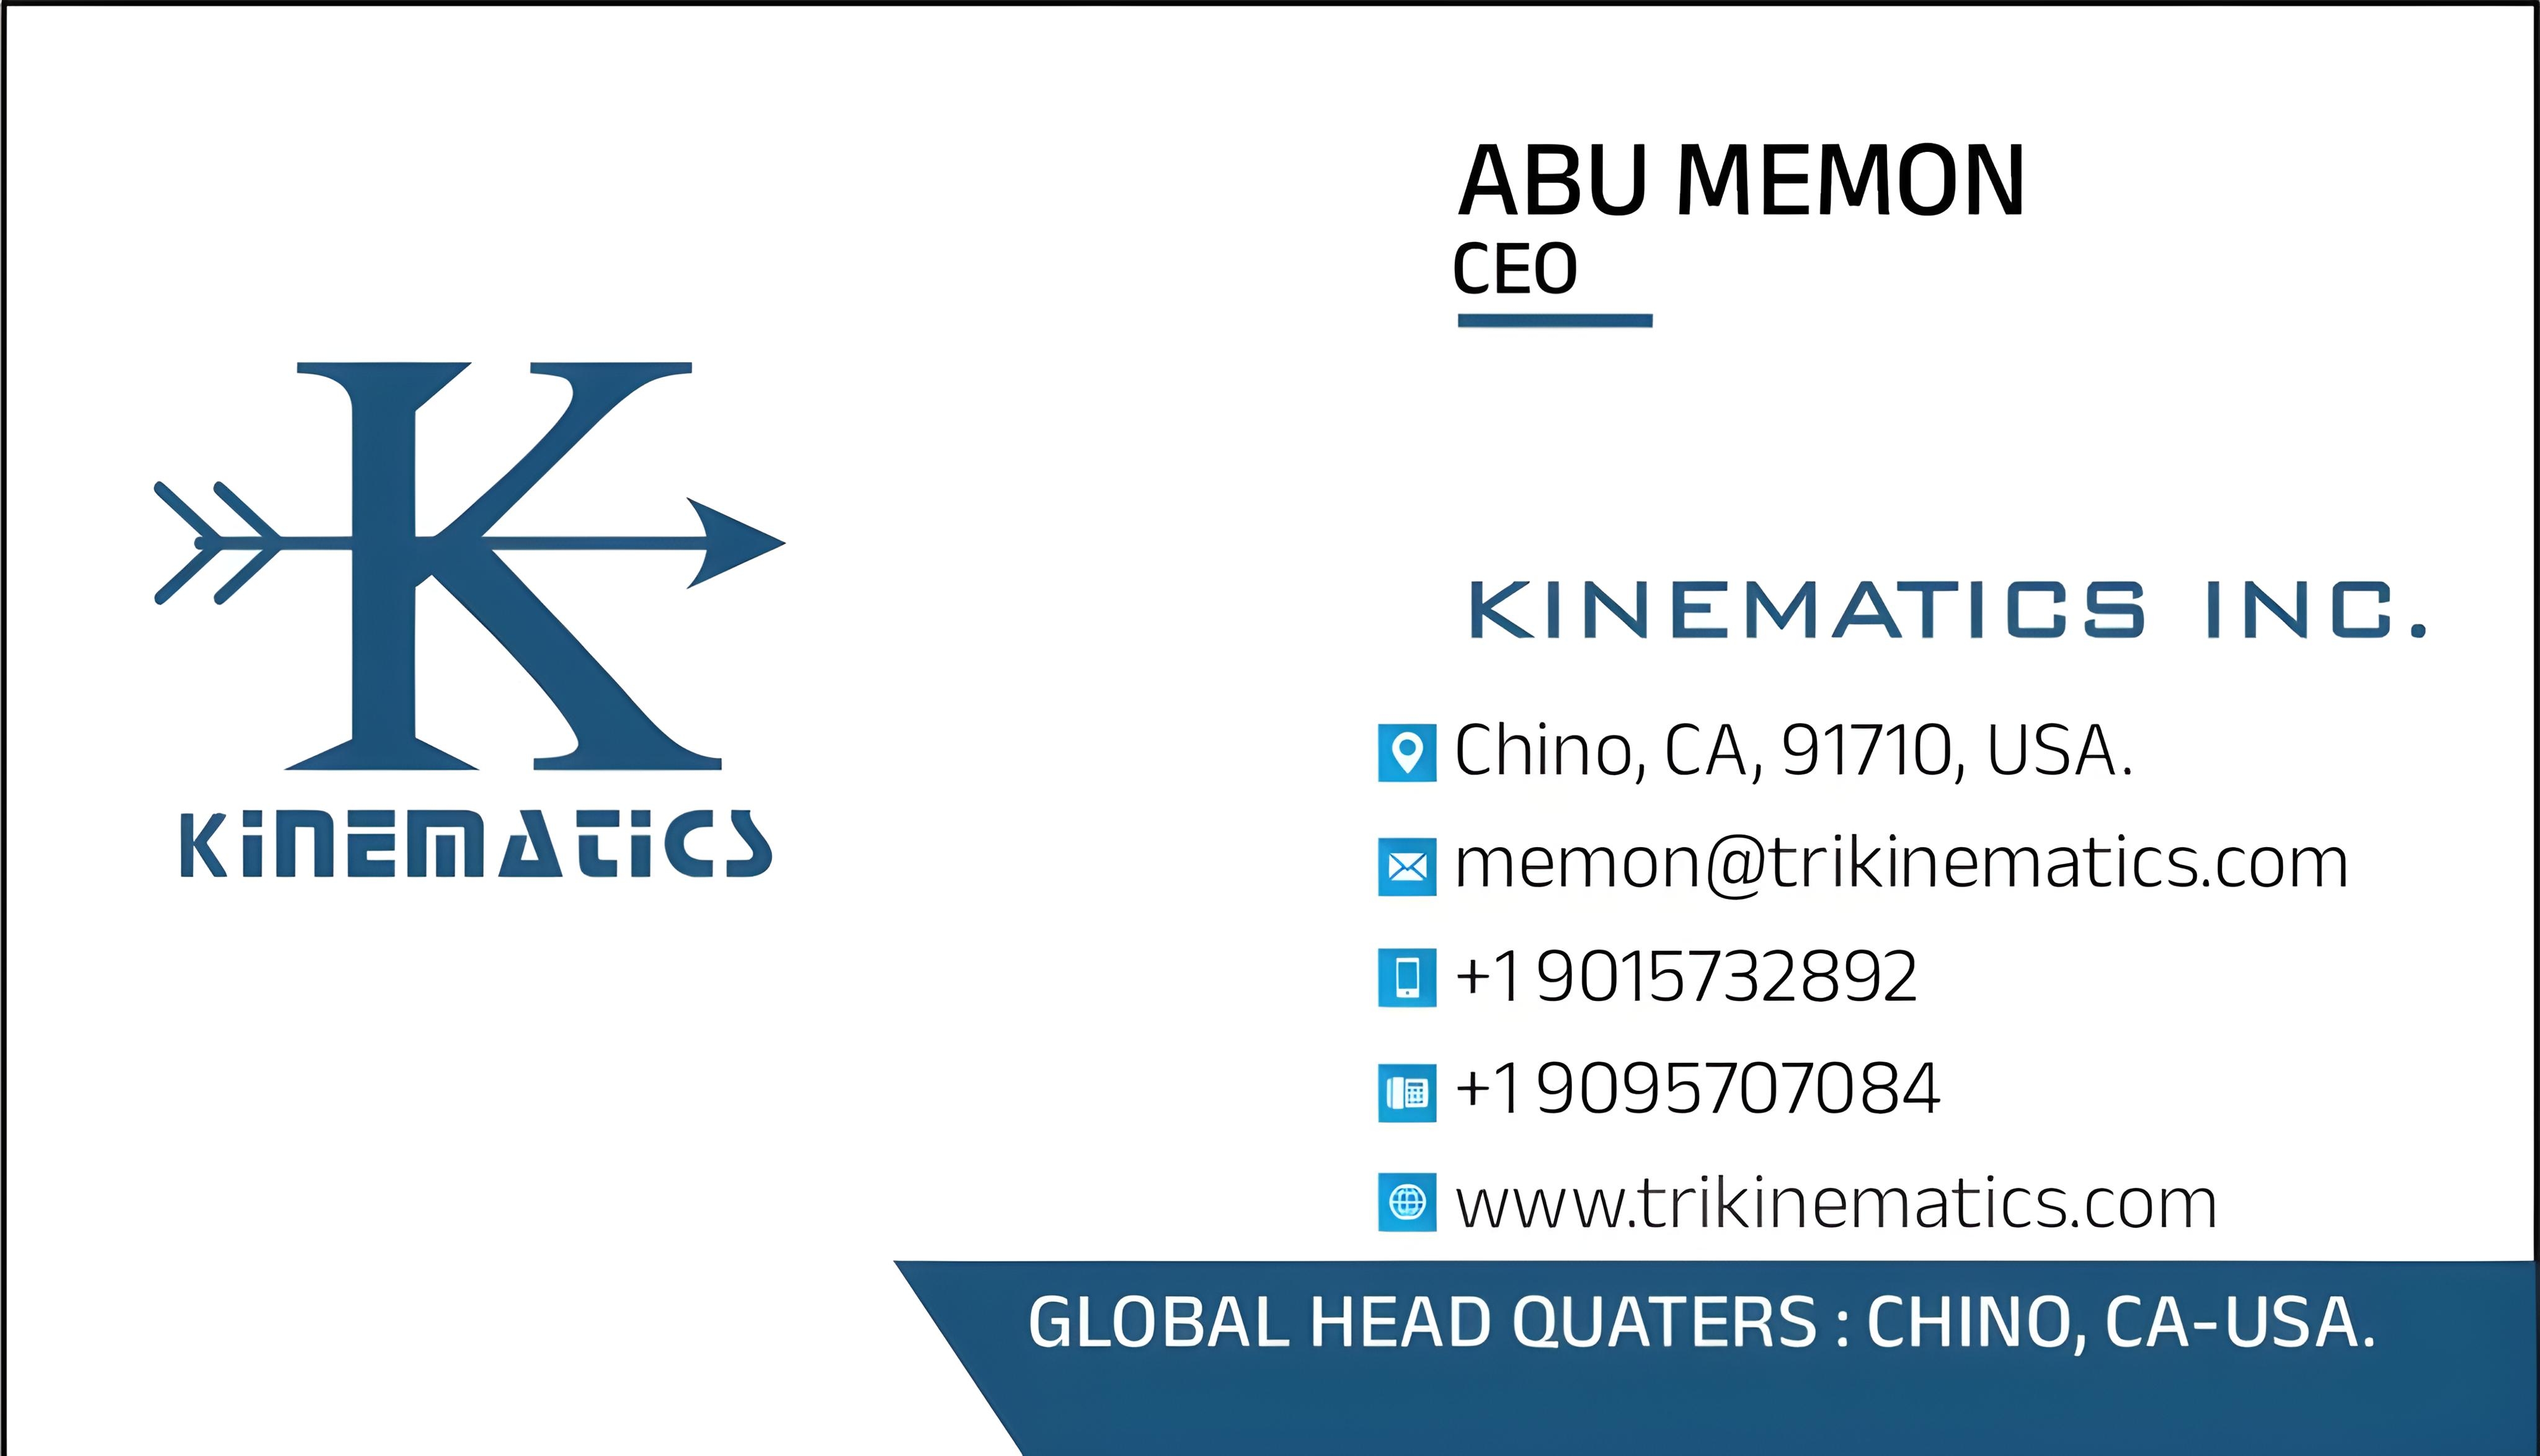 ABU MEMON
CEO
K
KiNEMATiCS
KINEMATICS INC.
Chino, CA, 91710, USA.
memon@trikinematics.com
+1 9015732892
+1 9095707084
www.trikinematics.com
GLOBAL HEAD QUATERS : CHINO, CA-USA.